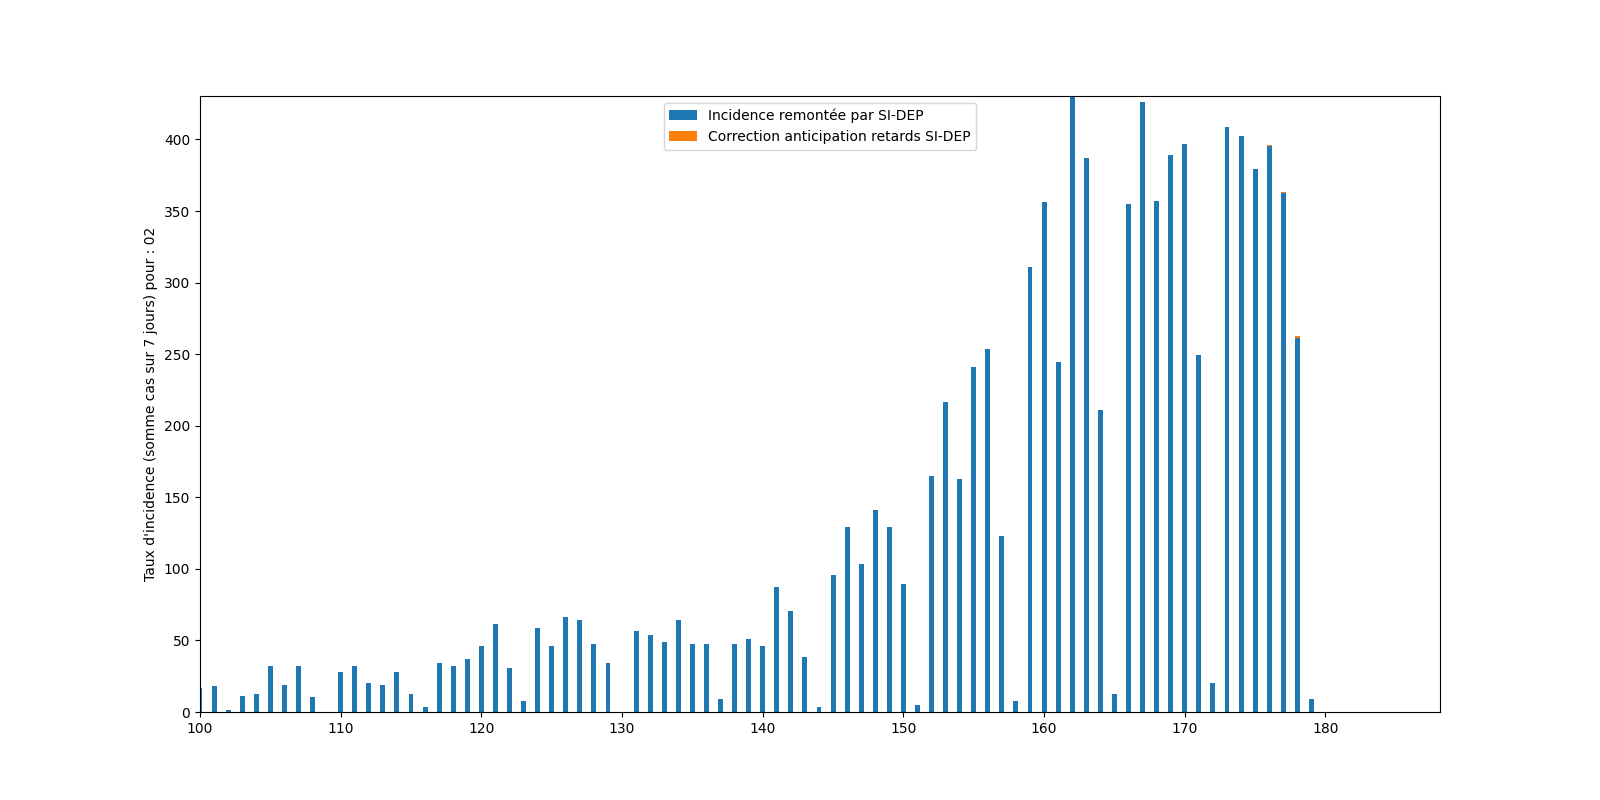 Incidence remontée par SI-DEP
Correction anticipation retards SI-DEP
Taux d'incidence (somme cas sur 7 jours) pour : 02
400
350
300
250
200
150
100
50
0
100 110 120 130 140 150 160 170 180